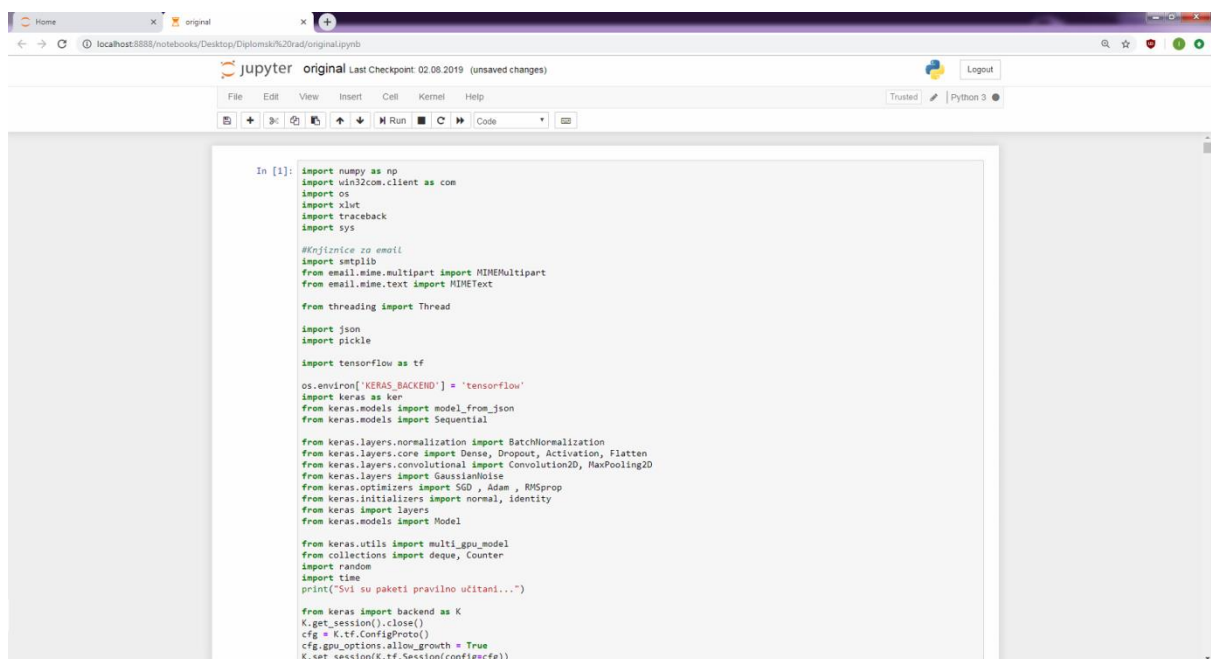 Home
original
localhost:8888/notebooks/Desktop/Diplomski%20rad/original.ipynb
jupyter original Last Checkpoint: 02.08.2019 (unsaved changes)
Logout
File Edit View Insert Cell Kernel Help
Trusted Python 3
Run Code
In [1]: import numpy as np
import win32com.client as com
import os
import xlwt
import traceback
import sys
#Knjiznice za email
import smtplib
from email.mime.multipart import MIMEMultipart
from email.mime.text import MIMEText
from threading import Thread
import json
import pickle
import tensorflow as tf
os.environ['KERAS_BACKEND'] = 'tensorflow'
import keras as ker
from keras.models import model_from_json
from keras.models import Sequential
from keras.layers.normalization import BatchNormalization
from keras.layers.core import Dense, Dropout, Activation, Flatten
from keras.layers.convolutional import Convolution2D, MaxPooling2D
from keras.layers import GaussianNoise
from keras.optimizers import SGD , Adam , RMSprop
from keras.initializers import normal, identity
from keras import layers
from keras.models import Model
from keras.utils import multi_gpu_model
from collections import deque, Counter
import random
import time
print("Svi su paketi pravilno učitani...")
from keras import backend as K
K.get_session().close()
cfg = K.tf.ConfigProto()
cfg.gpu_options.allow_growth = True
K.set_session(K.tf.Session(config=cfg))